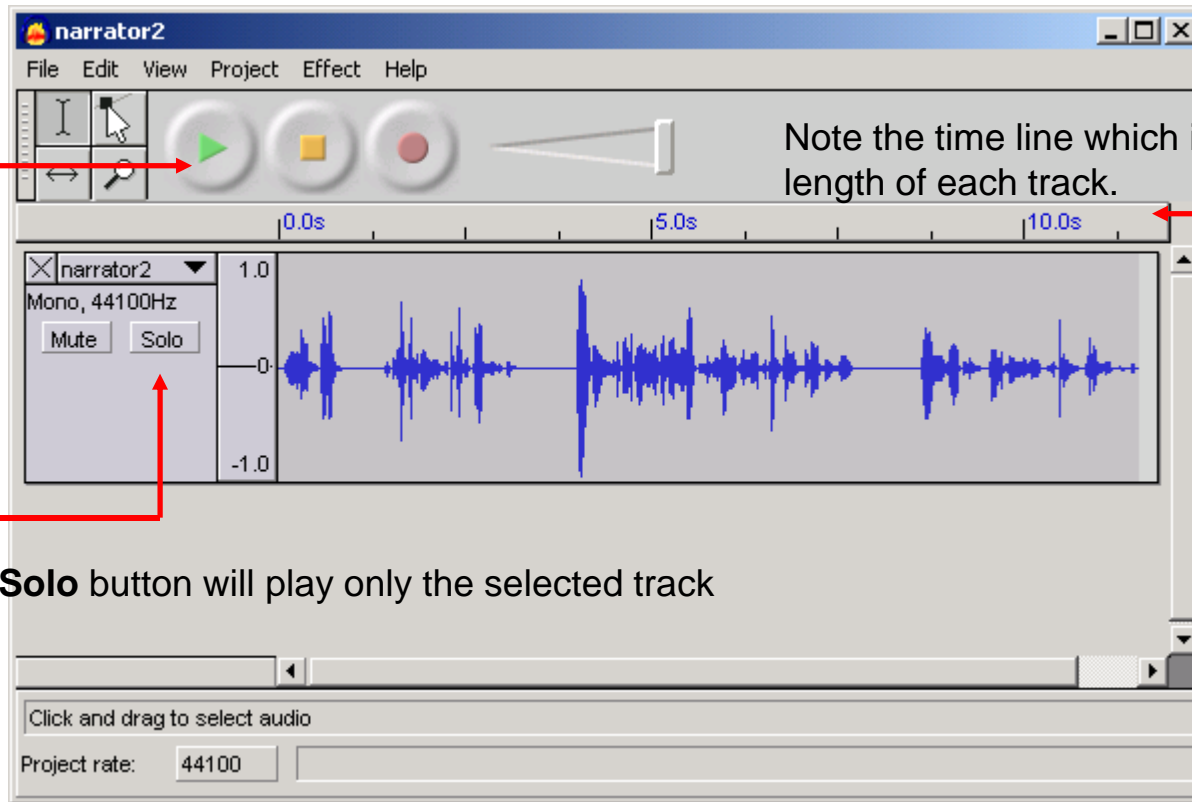 narrator2
File Edit View Project Effect Help
Note the time line which
length of each track.
0.0s 5.0s 10.0s
narrator2 1.0
Mono, 44100Hz
Mute Solo
0
-1.0
Solo button will play only the selected track
Click and drag to select audio
Project rate: 44100